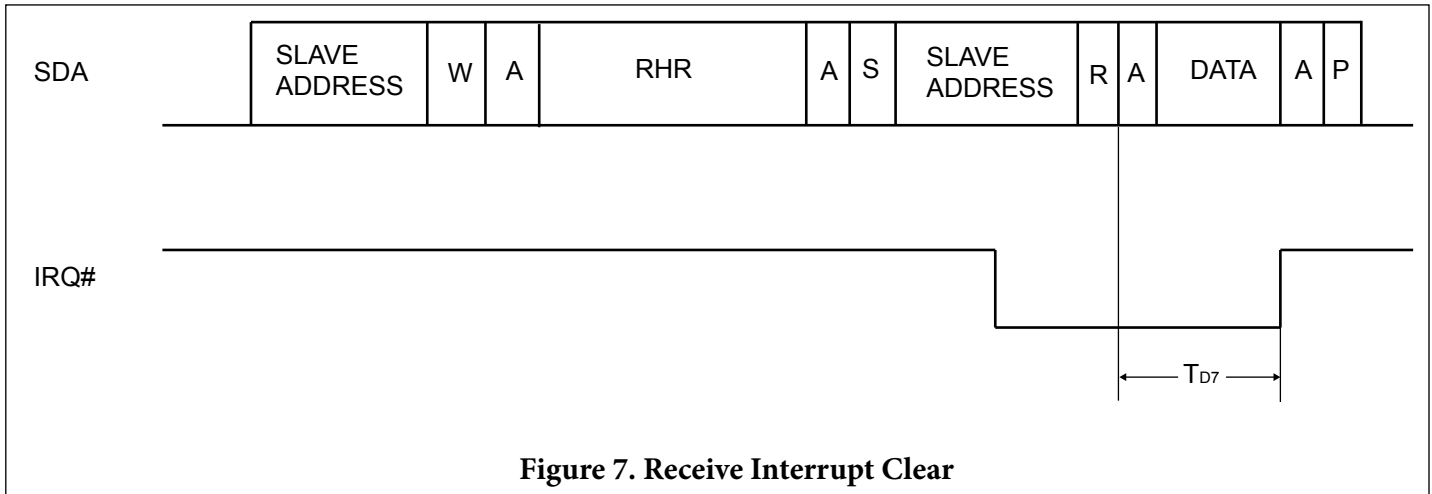 SDA
SLAVE
ADDRESS
W
A
RHR
A
S
SLAVE
ADDRESS
R
A
DATA
A
P
IRQ#
TD7
Figure 7. Receive Interrupt Clear